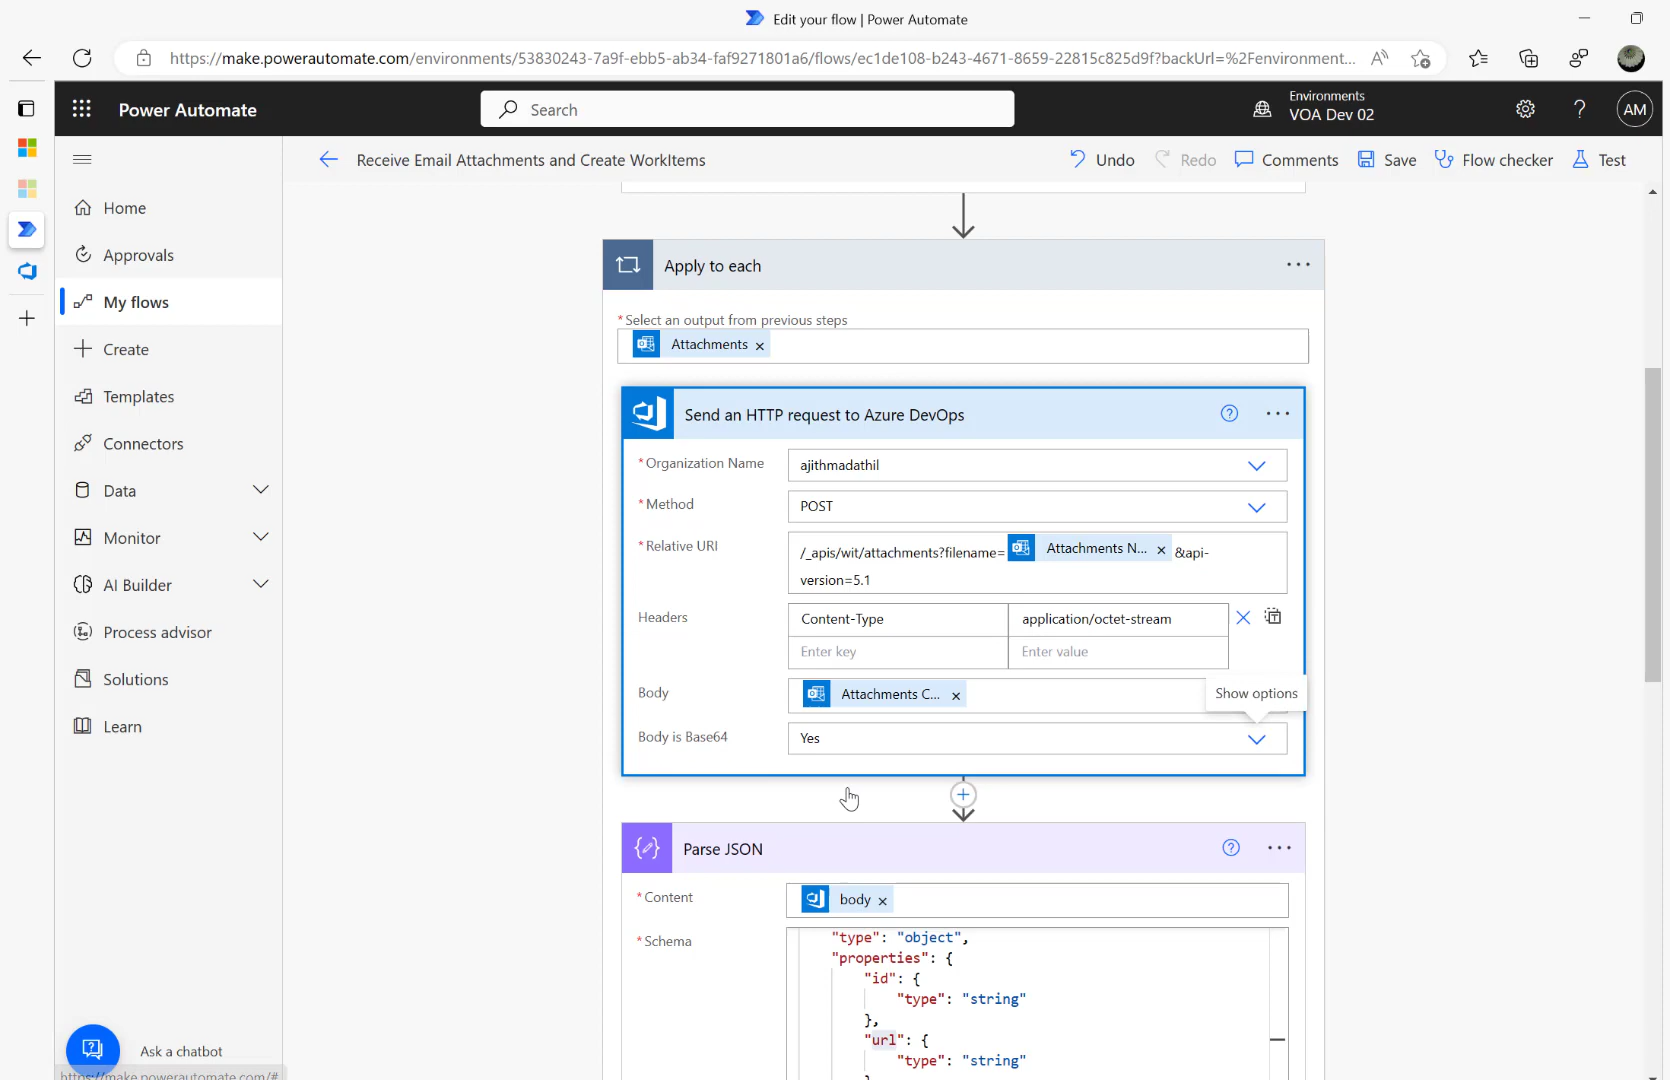 Edit your flow | Power Automate
https://make.powerautomate.com/environments/53830243-7a9f-ebb5-ab34-faf9271801a6/flows/ec1de108-b243-4671-8659-22815c825d9f?backUrl=%2Fenvironment...
Power Automate
Search
Environments
VOA Dev 02
?
AM
Receive Email Attachments and Create WorkItems
Undo
Redo
Comments
Save
Flow checker
Test
Home
Approvals
My flows
Create
Templates
Connectors
Data
Monitor
AI Builder
Process advisor
Solutions
Learn
Ask a chatbot
https://make.powerautomate.com/#
Apply to each
* Select an output from previous steps
Attachments ×
Send an HTTP request to Azure DevOps
* Organization Name
ajithmadathil
* Method
POST
* Relative URI
/_apis/wit/attachments?filename= Attachments N... × &api-
version=5.1
Headers
Content-Type
application/octet-stream
Enter key
Enter value
Body
Attachments C... ×
Show options
Body is Base64
Yes
Parse JSON
* Content
body ×
* Schema
"type": "object",
"properties": {
"id": {
"type": "string"
},
"url": {
"type": "string"